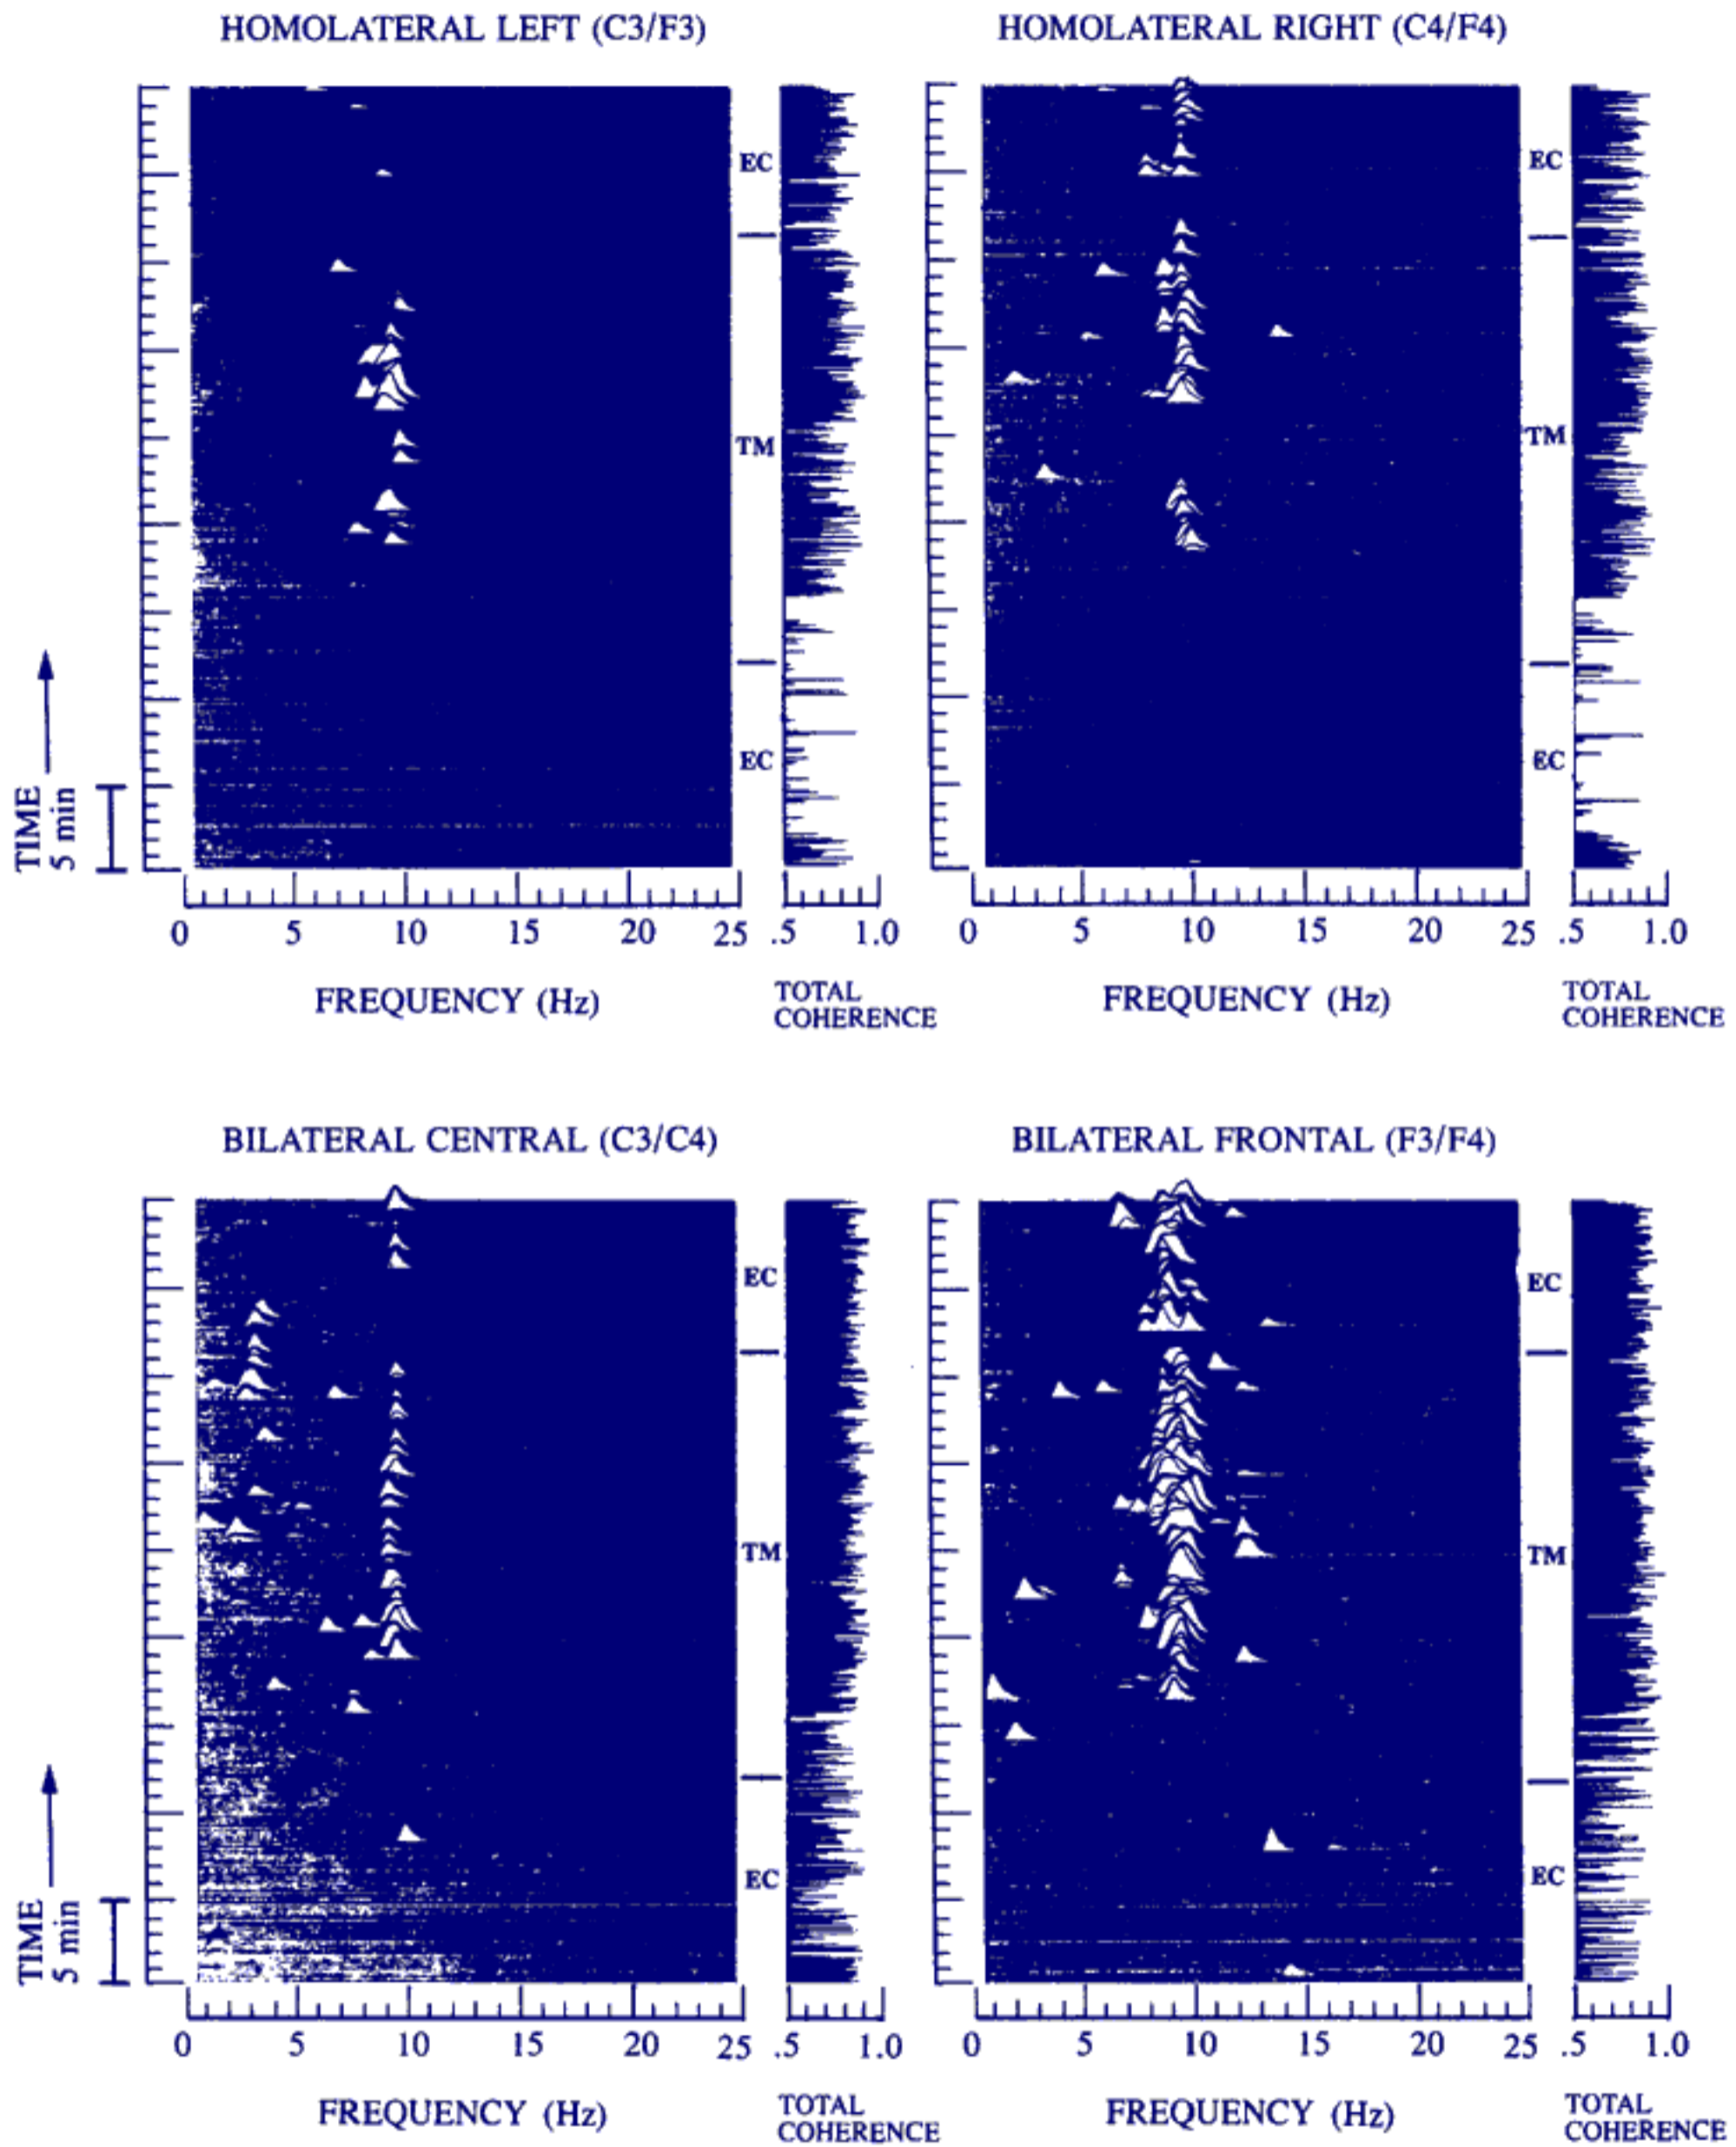 HOMOLATERAL LEFT (C3/F3)
EC
TM
EC
TIME
5 min
0 5 10 15 20 25 .5 1.0
FREQUENCY (Hz)
TOTAL
COHERENCE
HOMOLATERAL RIGHT (C4/F4)
EC
TM
EC
0 5 10 15 20 25 .5 1.0
FREQUENCY (Hz)
TOTAL
COHERENCE
BILATERAL CENTRAL (C3/C4)
EC
TM
EC
TIME
5 min
0 5 10 15 20 25 .5 1.0
FREQUENCY (Hz)
TOTAL
COHERENCE
BILATERAL FRONTAL (F3/F4)
EC
TM
EC
0 5 10 15 20 25 .5 1.0
FREQUENCY (Hz)
TOTAL
COHERENCE